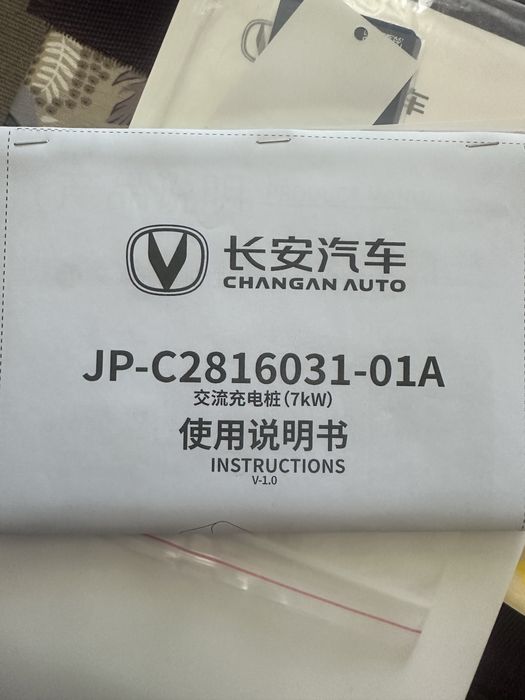 长安汽车
CHANGAN AUTO
JP-C2816031-01A
交流充电桩(7kW)
使用说明书
INSTRUCTIONS
V-1.0